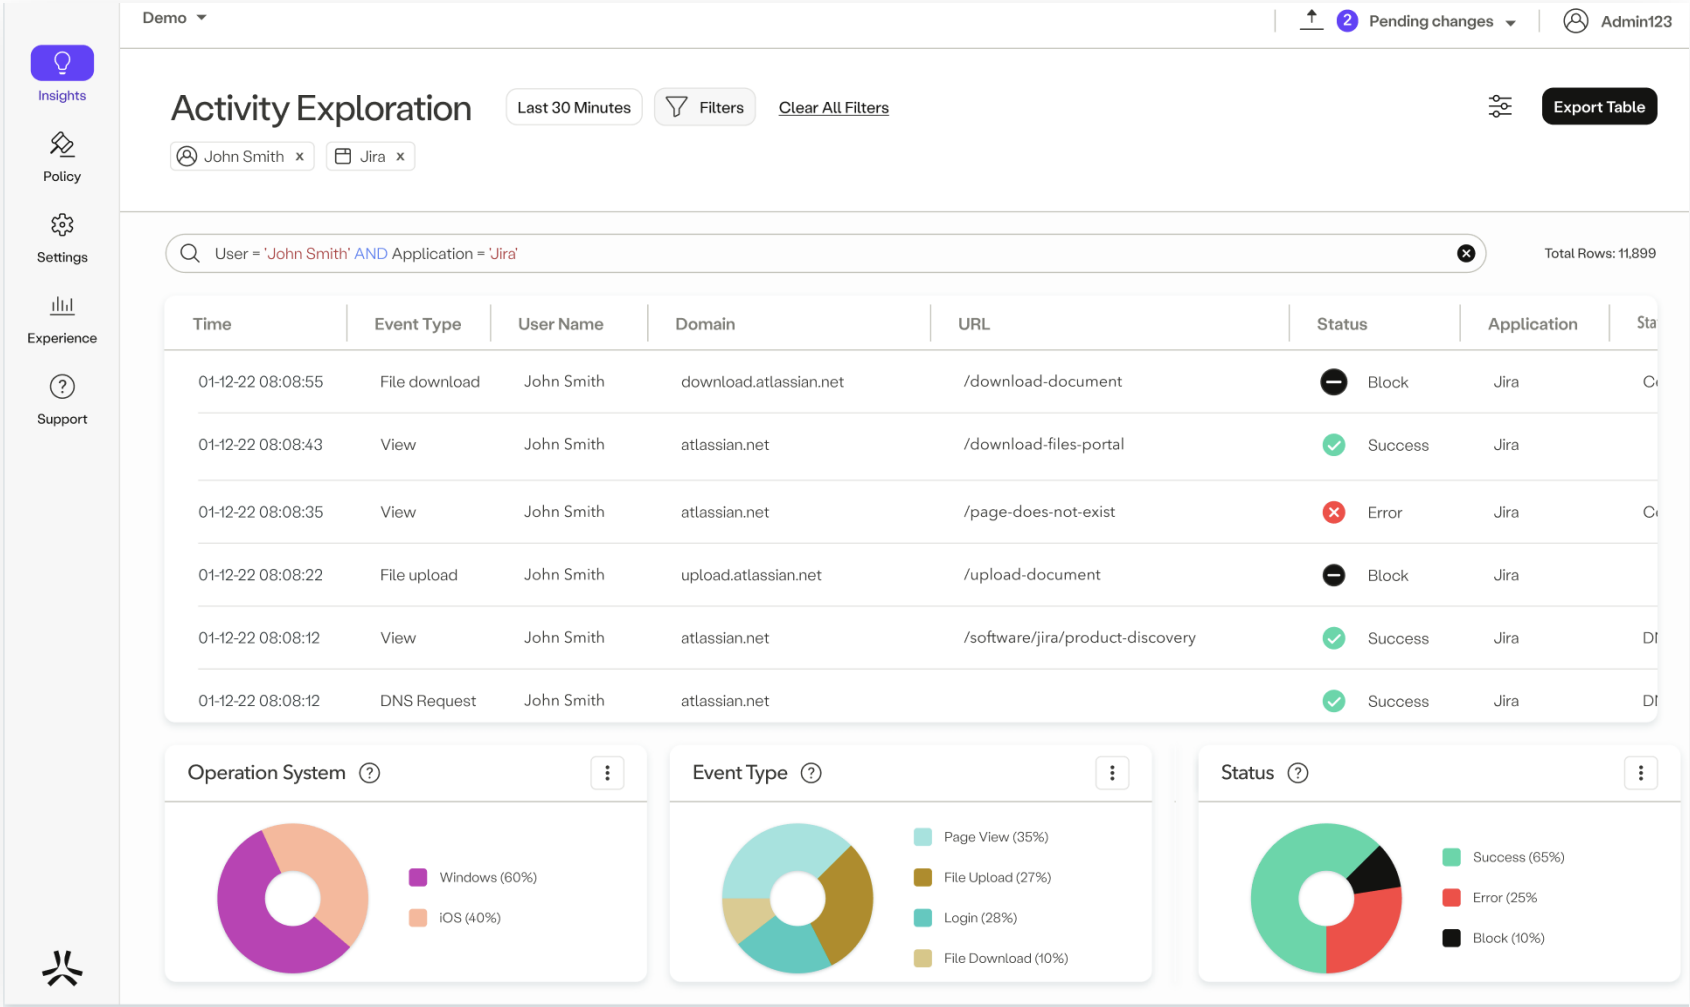 Demo
2 Pending changes
Admin123
Insights
Policy
Settings
Experience
? Support
Activity Exploration
Last 30 Minutes
Filters
Clear All Filters
Export Table
John Smith x
Jira x
User = 'John Smith' AND Application = 'Jira'
Total Rows: 11,899
Time Event Type User Name Domain URL Status Application Sta
01-12-22 08:08:55 File download John Smith download.atlassian.net /download-document Block Jira
01-12-22 08:08:43 View John Smith atlassian.net /download-files-portal Success Jira
01-12-22 08:08:35 View John Smith atlassian.net /page-does-not-exist Error Jira
01-12-22 08:08:22 File upload John Smith upload.atlassian.net /upload-document Block Jira
01-12-22 08:08:12 View John Smith atlassian.net /software/jira/product-discovery Success Jira
01-12-22 08:08:12 DNS Request John Smith atlassian.net Success Jira
Operation System ?
Windows (60%)
iOS (40%)
Event Type ?
Page View (35%)
File Upload (27%)
Login (28%)
File Download (10%)
Status ?
Success (65%)
Error (25%
Block (10%)